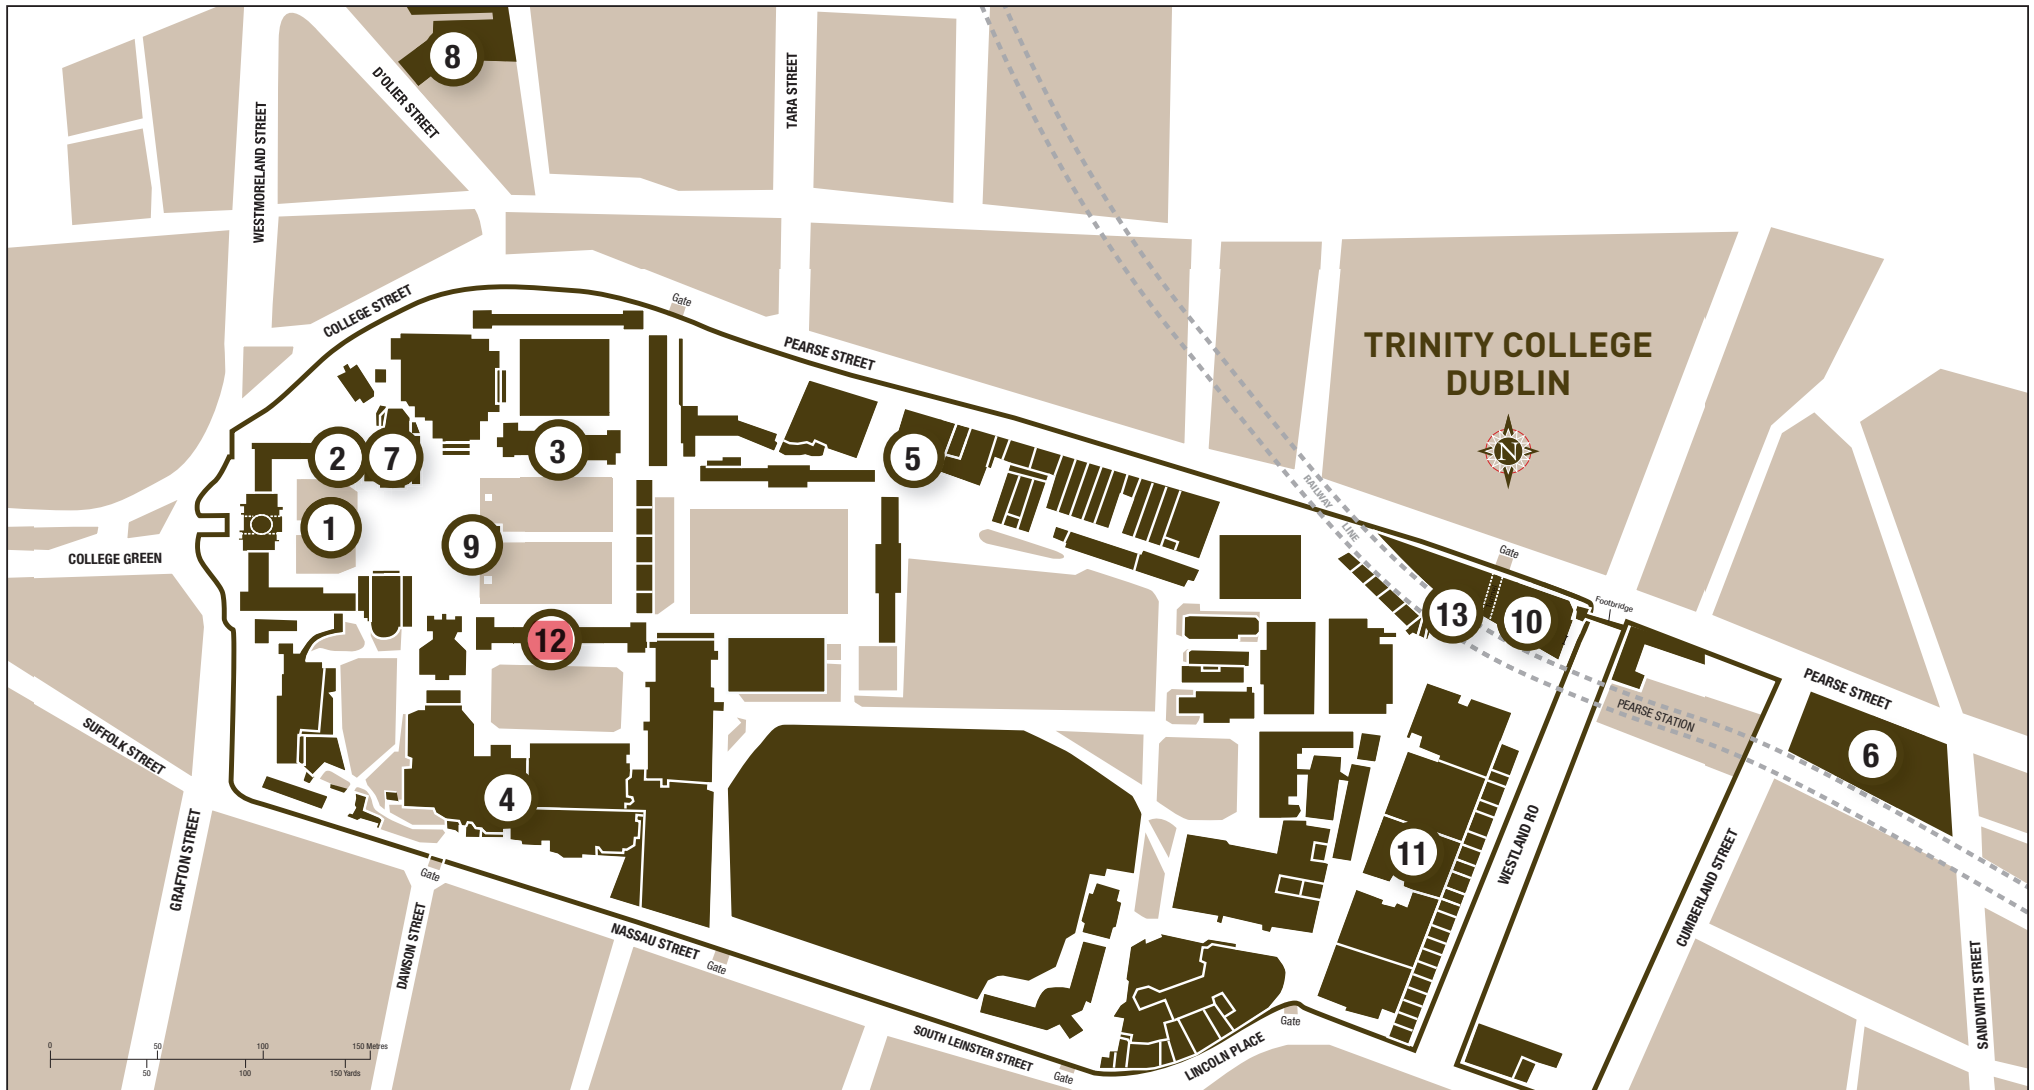 8
D'OLIER STREET
WESTMORELAND STREET
TARA STREET
COLLEGE STREET
Gate
PEARSE STREET
TRINITY COLLEGE
DUBLIN
N
2
7
3
5
1
9
COLLEGE GREEN
RAILWAY LINE
Gate
13
10
Footbridge
12
PEARSE STREET
PEARSE STATION
6
SUFFOLK STREET
4
GRAFTON STREET
Gate
DAWSON STREET
NASSAU STREET
Gate
11
WESTLAND RO
CUMBERLAND STREET
SANDWITH STREET
SOUTH LEINSTER STREET
Gate
LINCOLN PLACE
Gate
0 50 100 150 Metres
50 100 150 Yards